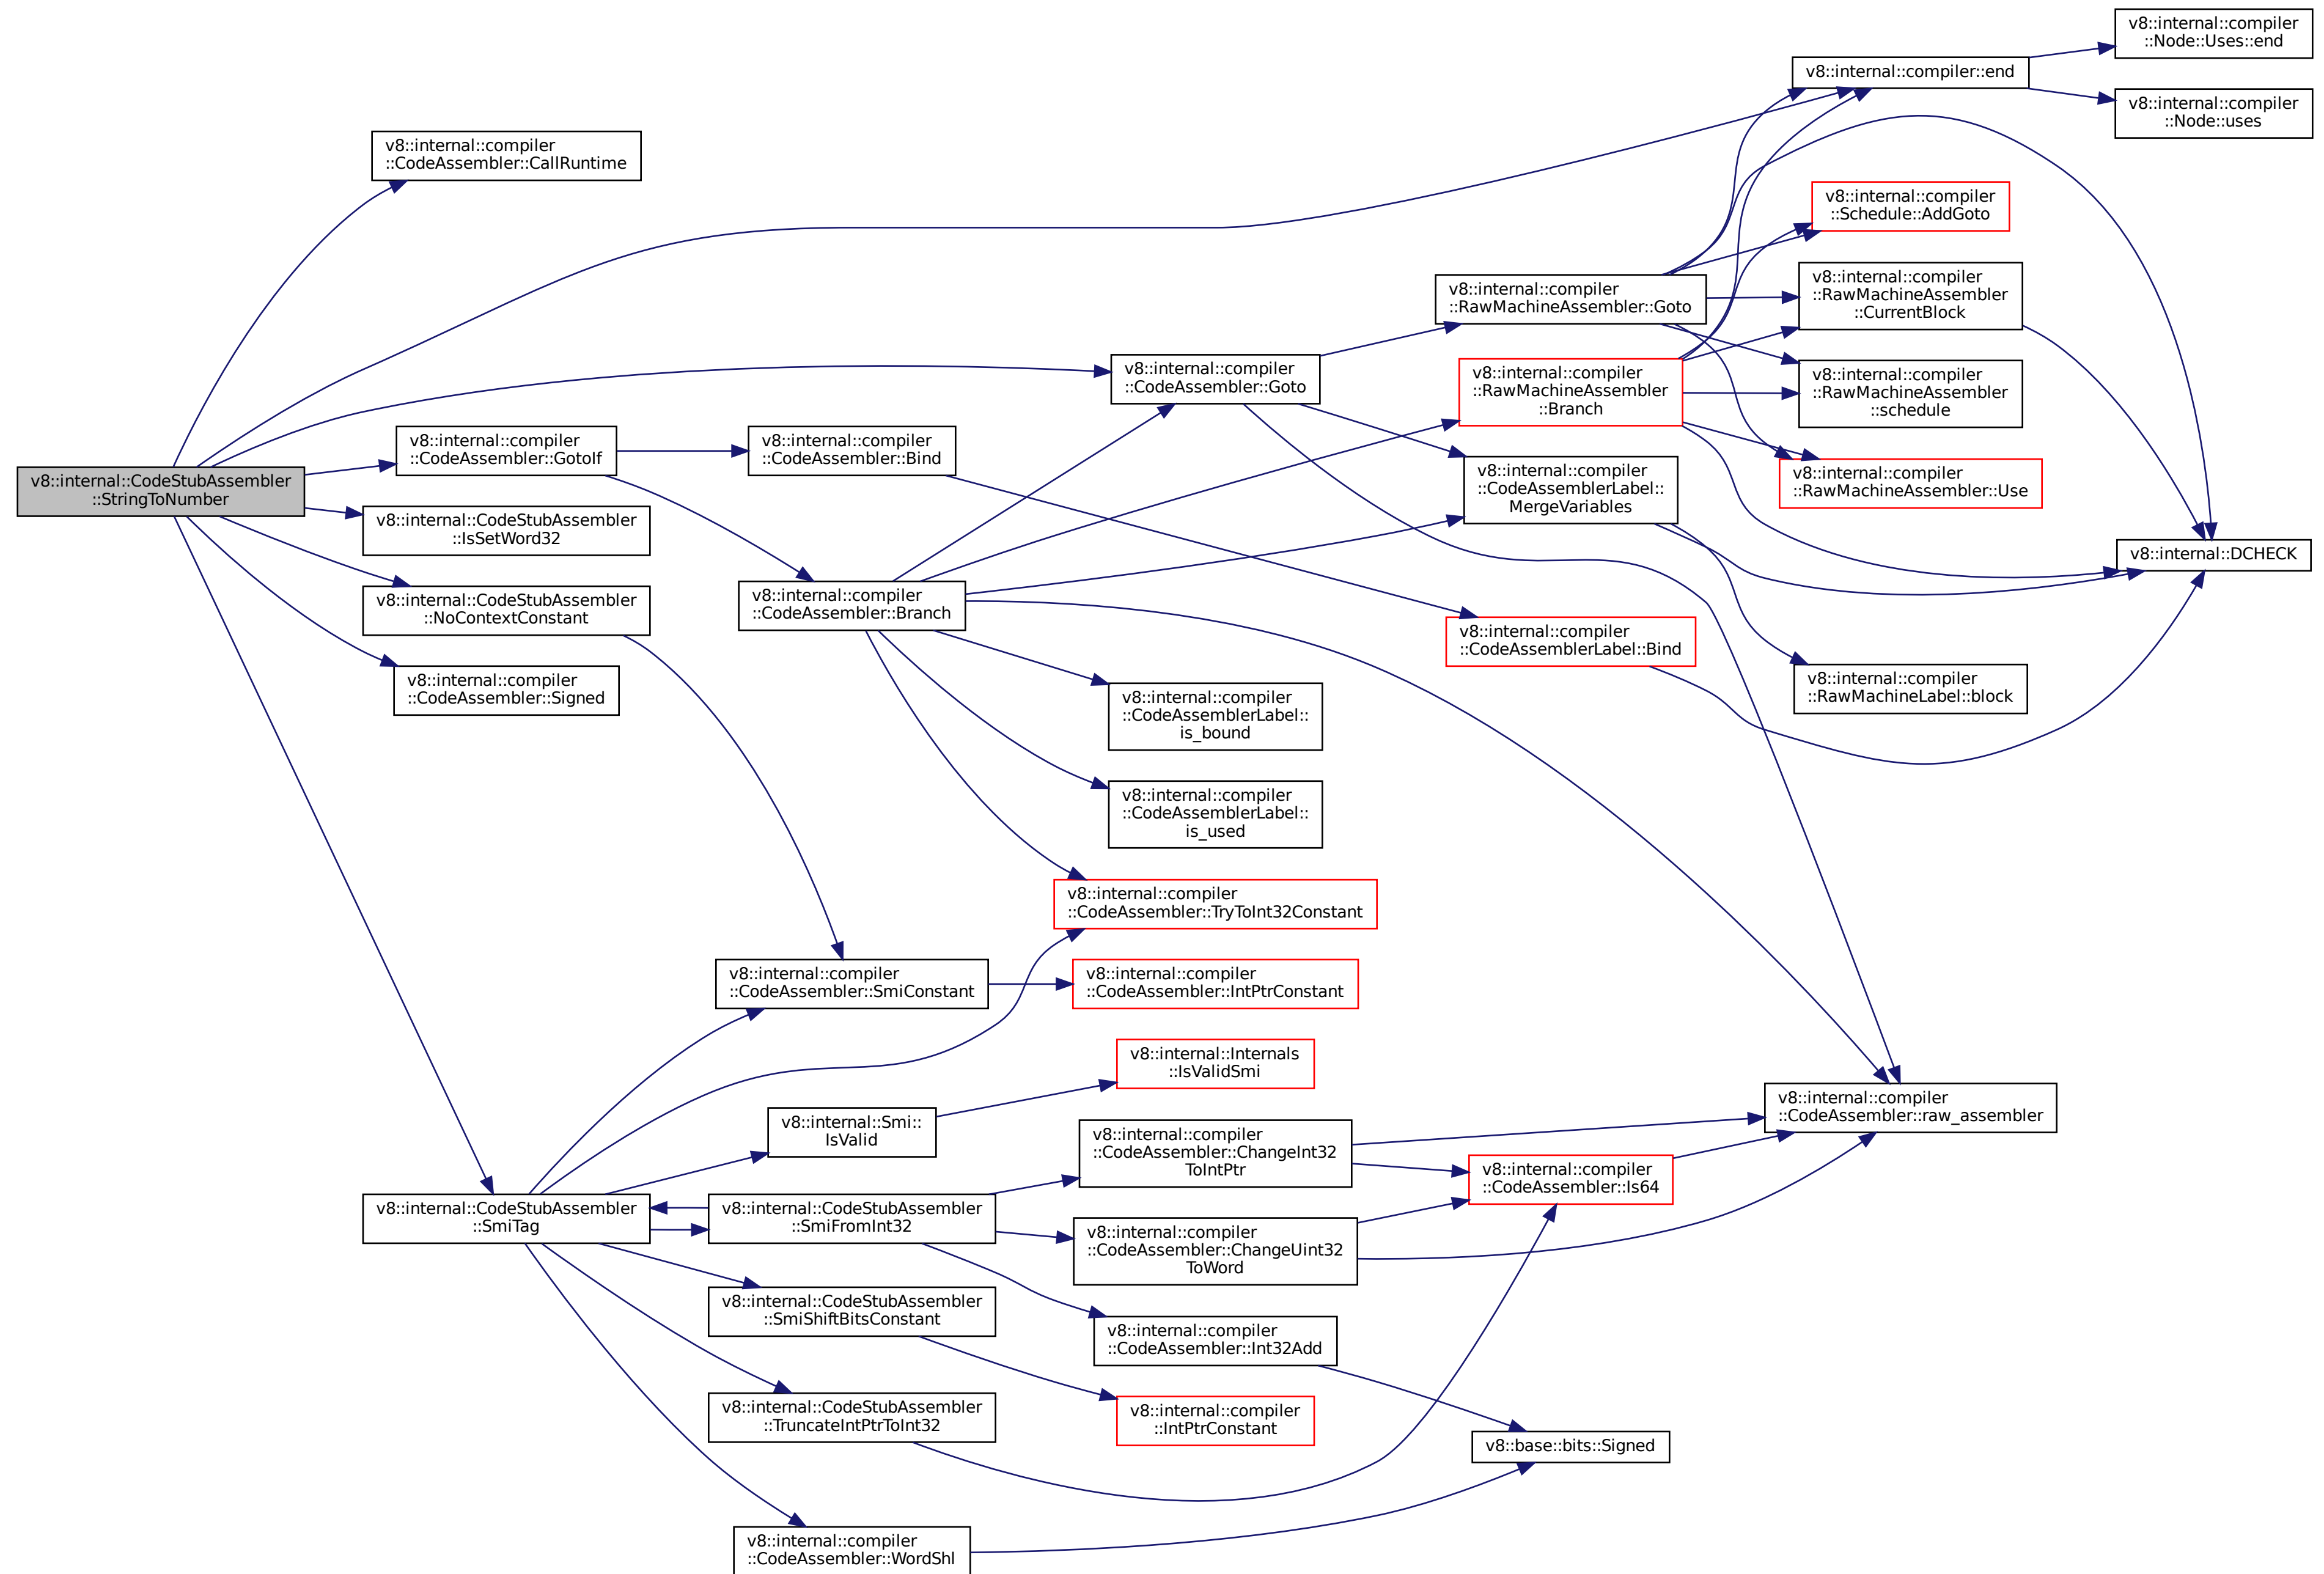 v8::internal::CodeStubAssembler
::StringToNumber
v8::internal::compiler
::CodeAssembler::CallRuntime
v8::internal::compiler
::CodeAssembler::GotoIf
v8::internal::CodeStubAssembler
::IsSetWord32
v8::internal::CodeStubAssembler
::NoContextConstant
v8::internal::compiler
::CodeAssembler::Signed
v8::internal::CodeStubAssembler
::SmiTag
v8::internal::compiler
::CodeAssembler::Bind
v8::internal::compiler
::CodeAssembler::Branch
v8::internal::compiler
::CodeAssembler::SmiConstant
v8::internal::Smi::
IsValid
v8::internal::CodeStubAssembler
::SmiFromInt32
v8::internal::CodeStubAssembler
::SmiShiftBitsConstant
v8::internal::CodeStubAssembler
::TruncateIntPtrToInt32
v8::internal::compiler
::CodeAssembler::WordShl
v8::internal::compiler
::CodeAssembler::Goto
v8::internal::compiler
::CodeAssemblerLabel::
is_bound
v8::internal::compiler
::CodeAssemblerLabel::
is_used
v8::internal::compiler
::CodeAssembler::TryToInt32Constant
v8::internal::compiler
::CodeAssembler::IntPtrConstant
v8::internal::Internals
::IsValidSmi
v8::internal::compiler
::CodeAssembler::ChangeInt32
ToIntPtr
v8::internal::compiler
::CodeAssembler::ChangeUint32
ToWord
v8::internal::compiler
::CodeAssembler::Int32Add
v8::internal::compiler
::IntPtrConstant
v8::internal::compiler
::RawMachineAssembler::Goto
v8::internal::compiler
::RawMachineAssembler
::Branch
v8::internal::compiler
::CodeAssemblerLabel::
MergeVariables
v8::internal::compiler
::CodeAssemblerLabel::Bind
v8::internal::compiler
::CodeAssembler::Is64
v8::base::bits::Signed
v8::internal::compiler::end
v8::internal::compiler
::Schedule::AddGoto
v8::internal::compiler
::RawMachineAssembler
::CurrentBlock
v8::internal::compiler
::RawMachineAssembler
::schedule
v8::internal::compiler
::RawMachineAssembler::Use
v8::internal::compiler
::RawMachineLabel::block
v8::internal::compiler
::CodeAssembler::raw_assembler
v8::internal::compiler
::Node::Uses::end
v8::internal::compiler
::Node::uses
v8::internal::DCHECK